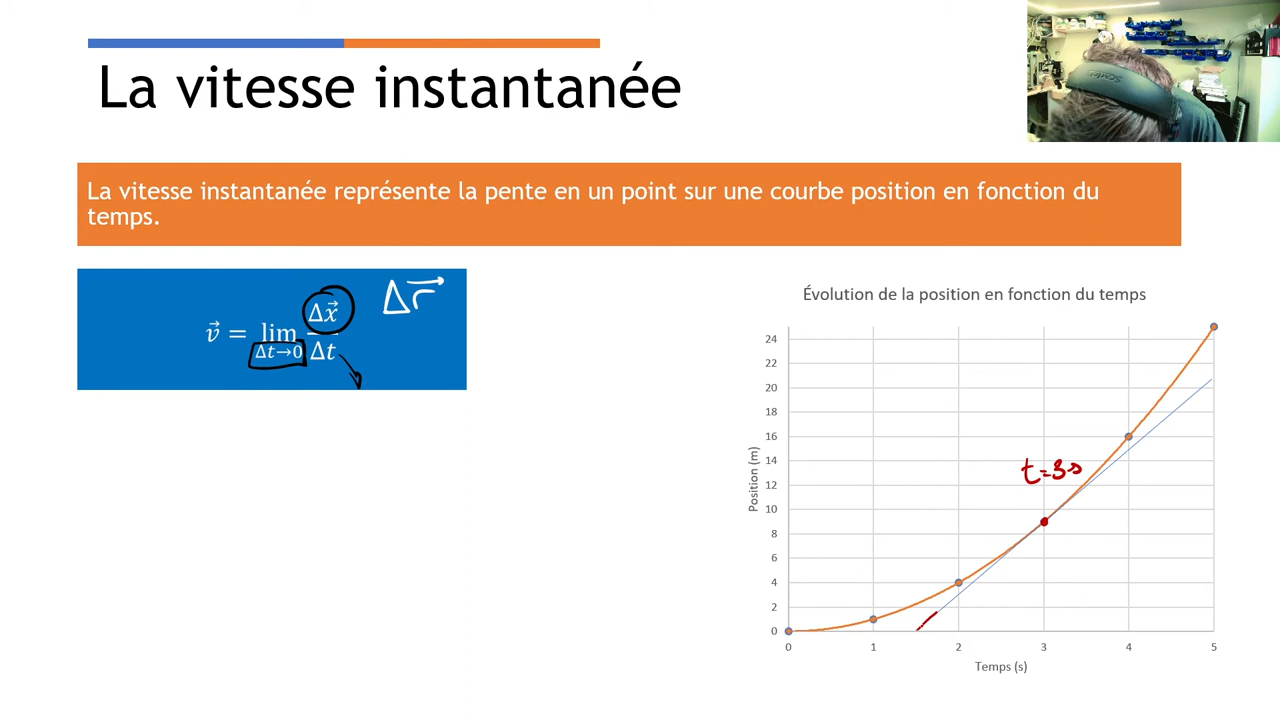 La vitesse instantanée
La vitesse instantanée représente la pente en un point sur une courbe position en fonction du
temps.
v⃗ = lim Δt→0 Δx⃗ / Δt
Δr⃗
Évolution de la position en fonction du temps
24
22
20
18
16
14
12
10
8
6
4
2
0
Position (m)
t=3s
0 1 2 3 4 5
Temps (s)